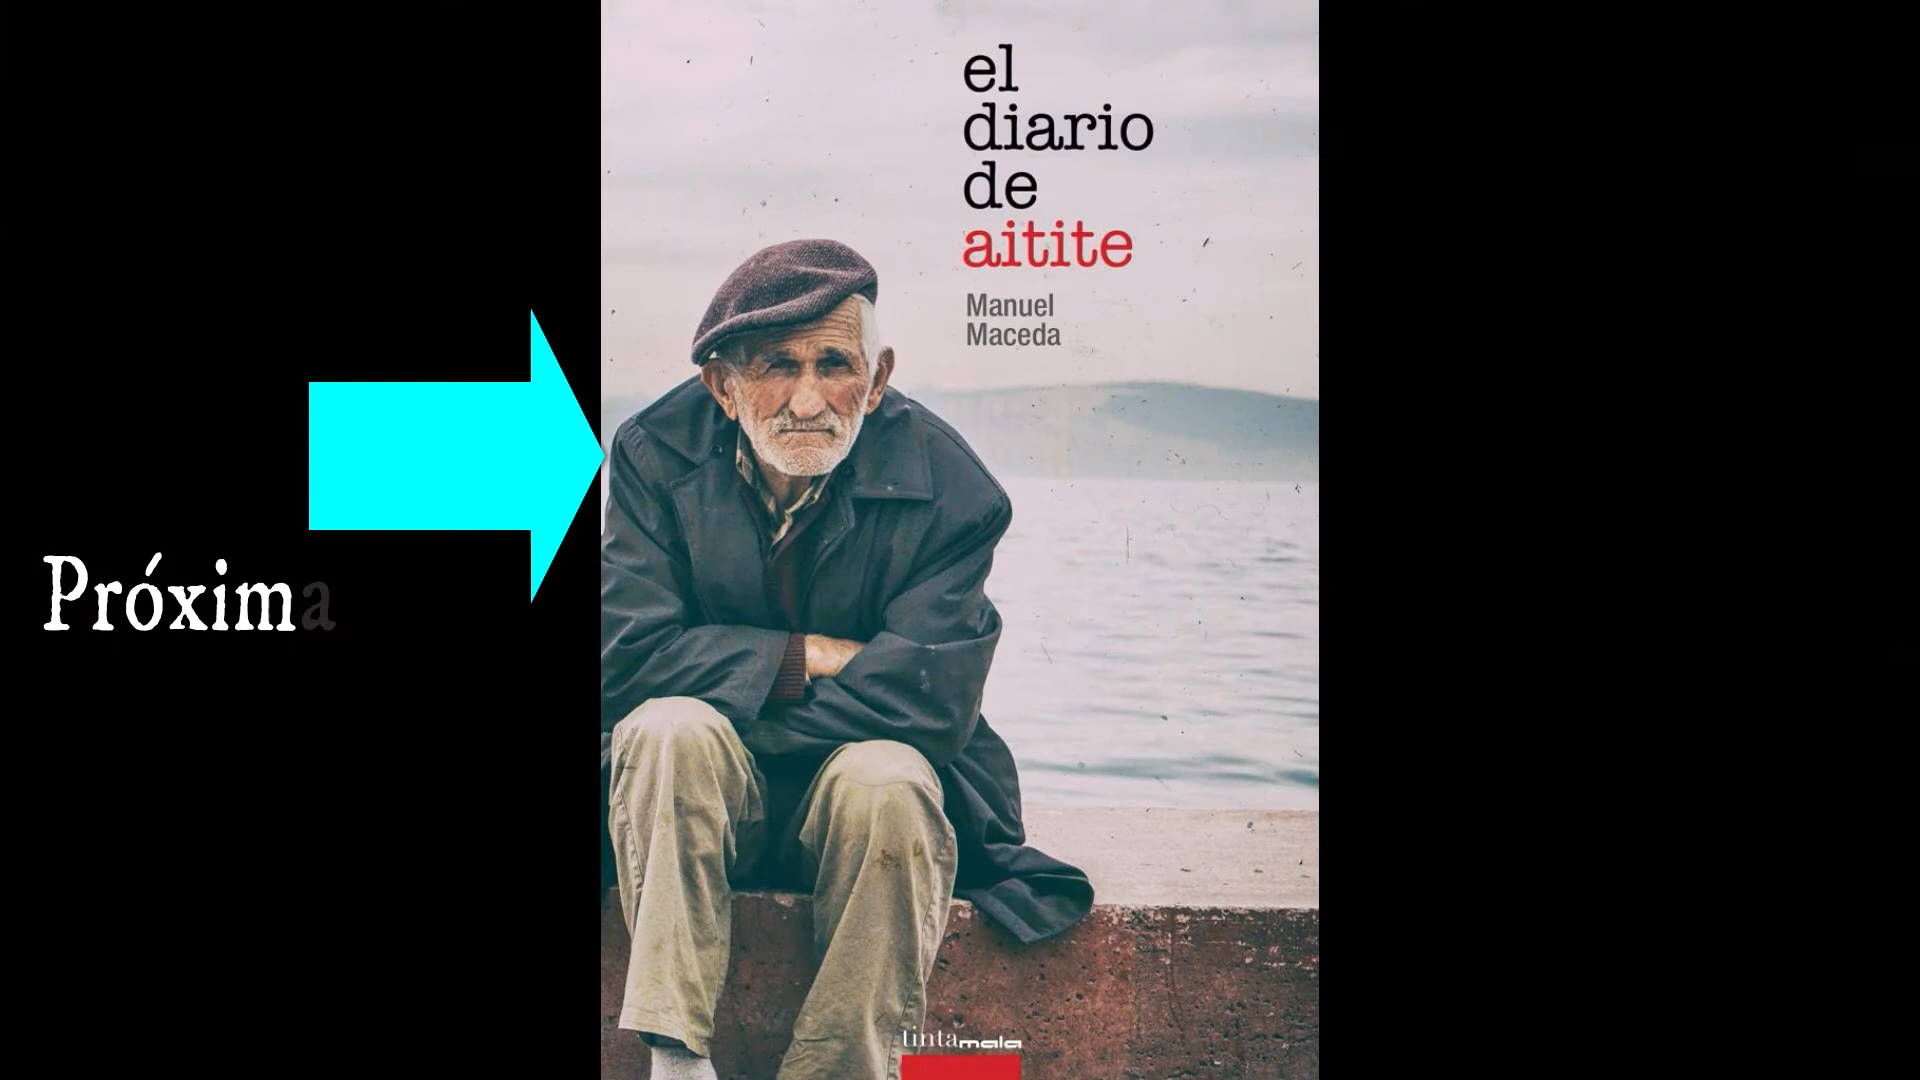 el
diario
de
aitite
Manuel
Maceda
Próxima
tintamala